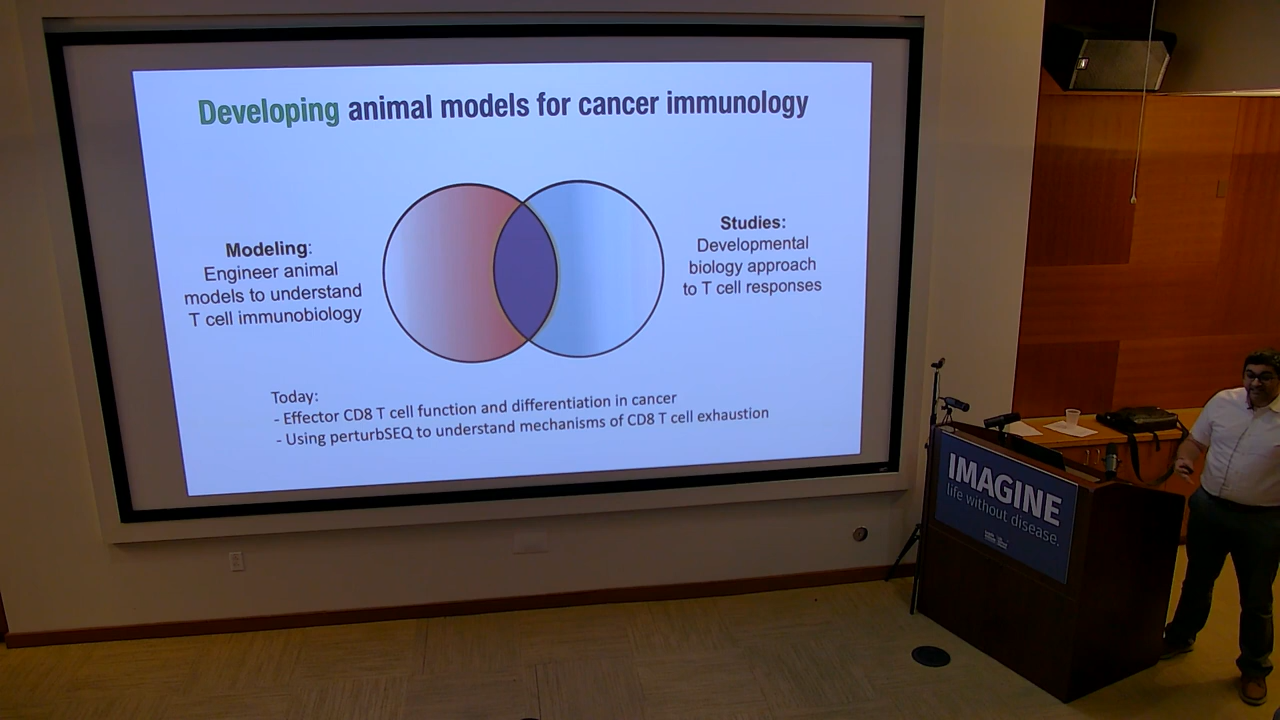 Developing animal models for cancer immunology
Modeling:
Engineer animal
models to understand
T cell immunobiology
Studies:
Developmental
biology approach
to T cell responses
Today:
- Effector CD8 T cell function and differentiation in cancer
- Using perturbSEQ to understand mechanisms of CD8 T cell exhaustion
IMAGINE
life without disease.